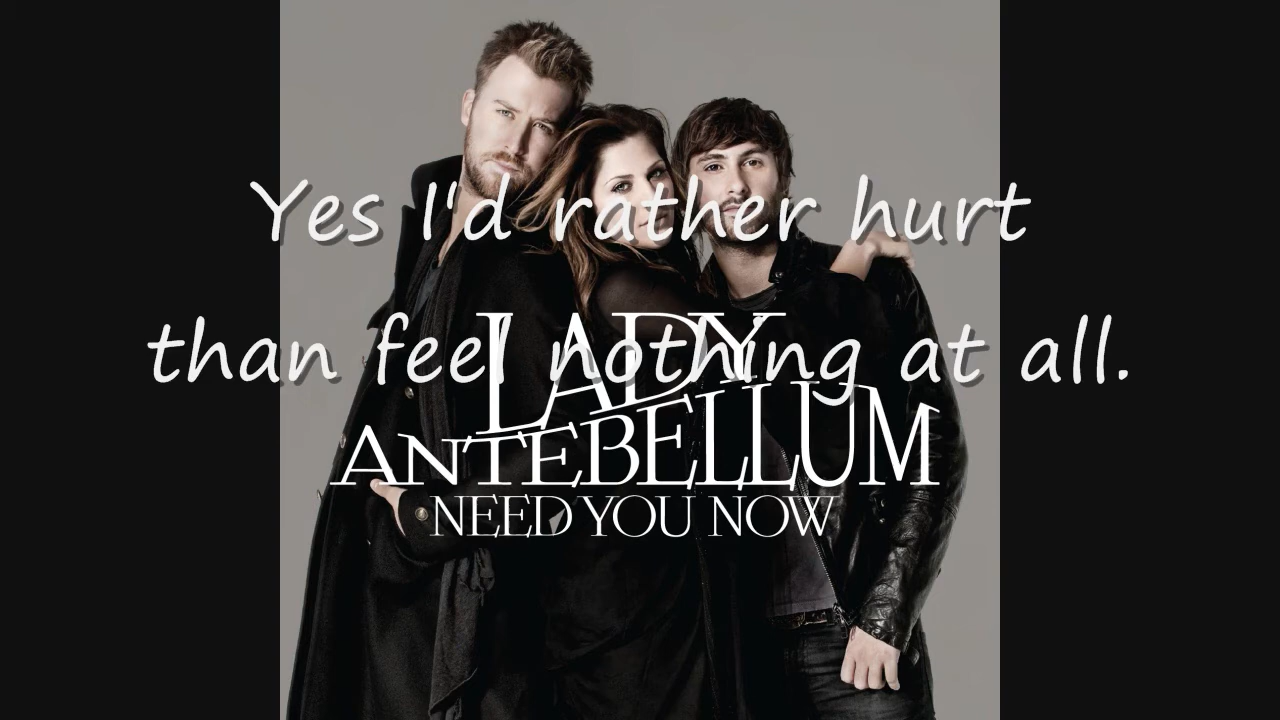 Yes I'd rather hurt
than feel nothing at all.
LADY
ANTEBELLUM
NEED YOU NOW